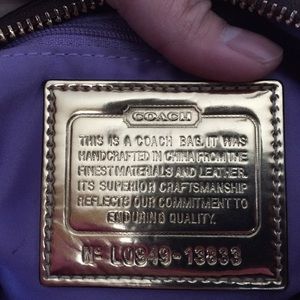 COACH
THIS IS A COACH BAG. IT WAS
HANDCRAFTED IN CHINA FROM THE
FINEST MATERIALS AND LEATHER.
ITS SUPERIOR CRAFTSMANSHIP
REFLECTS OUR COMMITMENT TO
ENDURING QUALITY.
Nº L0949-13833